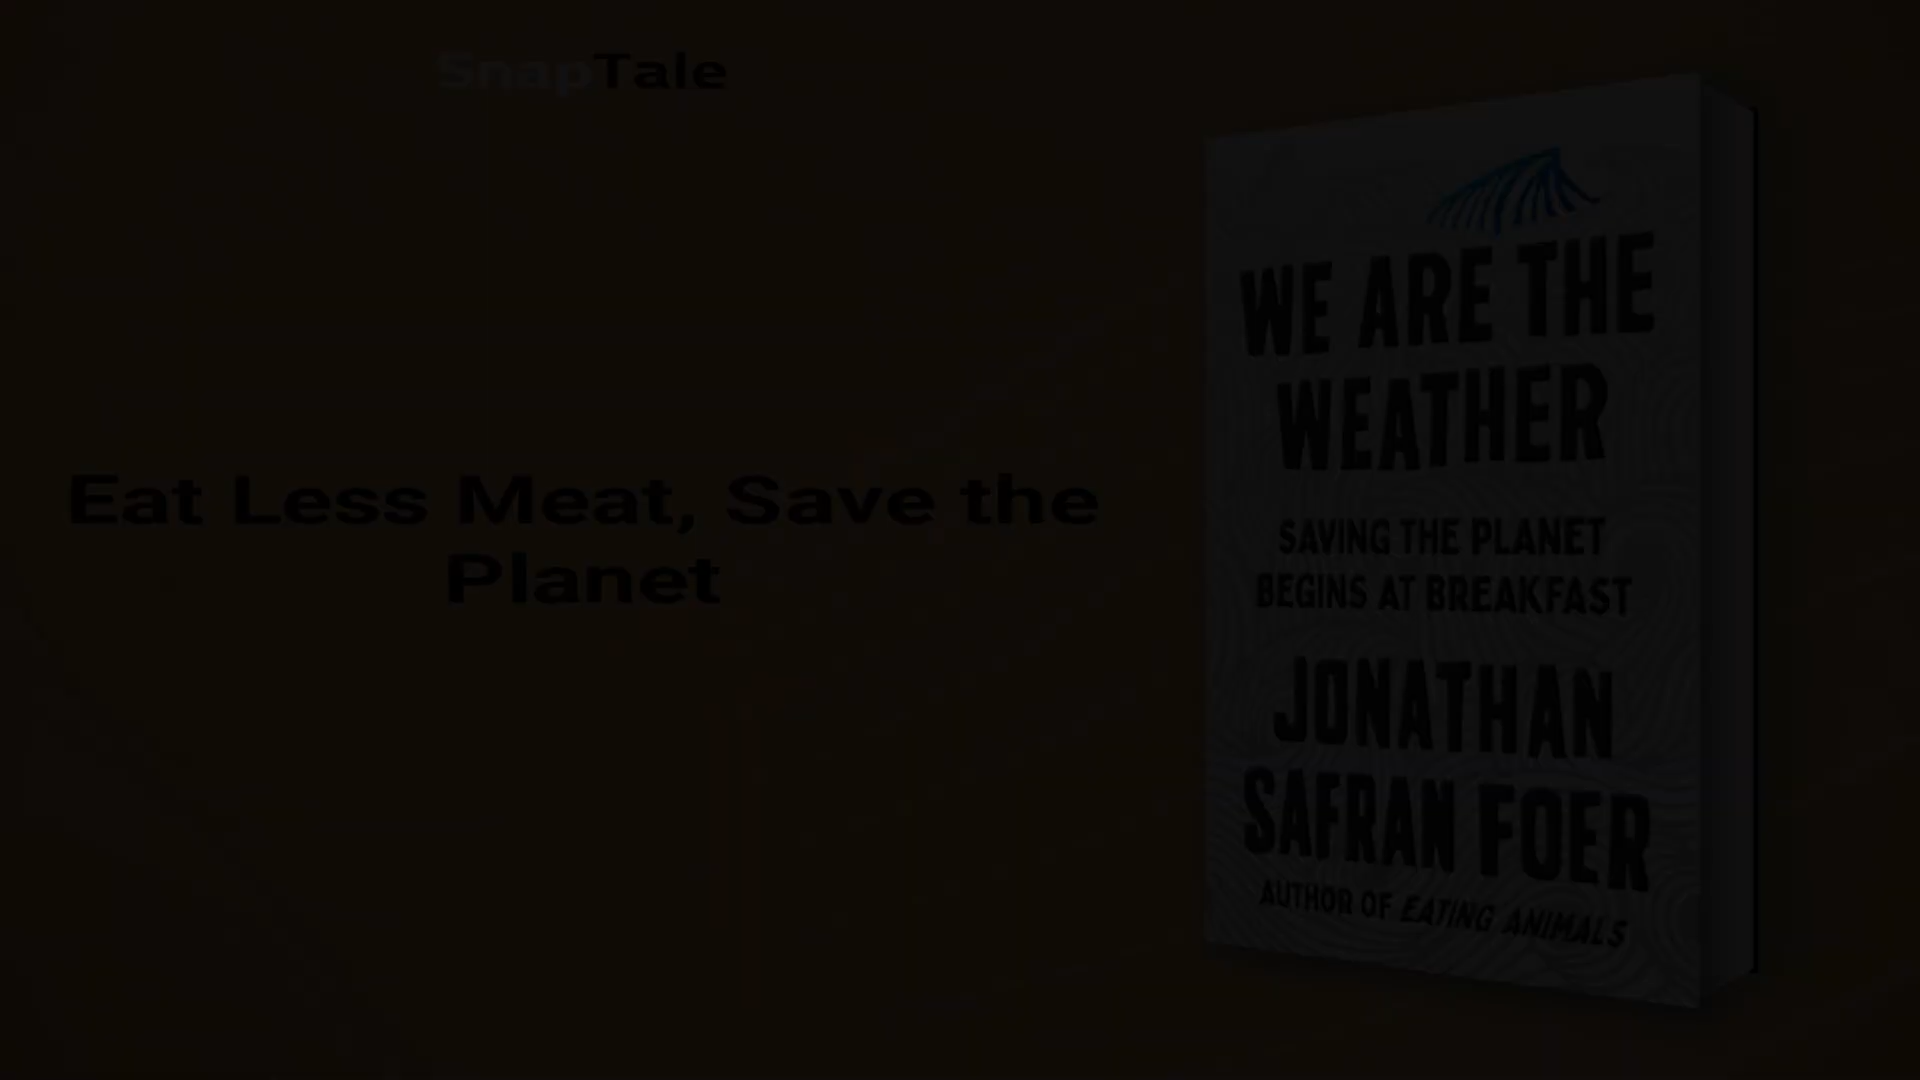 SnapTale
Eat Less Meat, Save the
Planet
WE ARE THE
WEATHER
SAVING THE PLANET
BEGINS AT BREAKFAST
JONATHAN
SAFRAN FOER
AUTHOR OF EATING ANIMALS